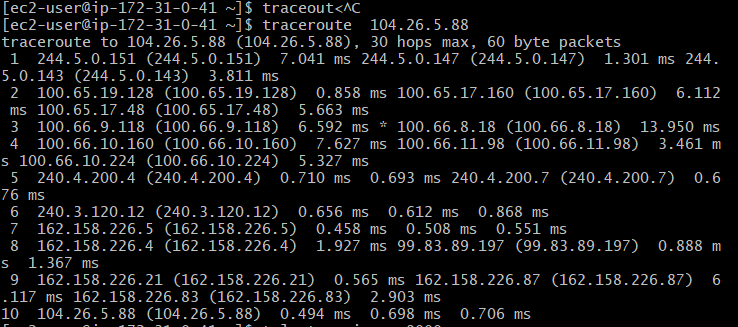 [ec2-user@ip-172-31-0-41 ~]$ traceout<^C
[ec2-user@ip-172-31-0-41 ~]$ traceroute  104.26.5.88
traceroute to 104.26.5.88 (104.26.5.88), 30 hops max, 60 byte packets
 1  244.5.0.151 (244.5.0.151)  7.041 ms 244.5.0.147 (244.5.0.147)  1.301 ms 244.
5.0.143 (244.5.0.143)  3.811 ms
 2  100.65.19.128 (100.65.19.128)  0.858 ms 100.65.17.160 (100.65.17.160)  6.112
 ms 100.65.17.48 (100.65.17.48)  5.663 ms
 3  100.66.9.118 (100.66.9.118)  6.592 ms * 100.66.8.18 (100.66.8.18)  13.950 ms
 4  100.66.10.160 (100.66.10.160)  7.627 ms 100.66.11.98 (100.66.11.98)  3.461 m
s 100.66.10.224 (100.66.10.224)  5.327 ms
 5  240.4.200.4 (240.4.200.4)  0.710 ms  0.693 ms 240.4.200.7 (240.4.200.7)  0.6
76 ms
 6  240.3.120.12 (240.3.120.12)  0.656 ms  0.612 ms  0.868 ms
 7  162.158.226.5 (162.158.226.5)  0.458 ms  0.508 ms  0.551 ms
 8  162.158.226.4 (162.158.226.4)  1.927 ms 99.83.89.197 (99.83.89.197)  0.888 m
s  1.367 ms
 9  162.158.226.21 (162.158.226.21)  0.565 ms 162.158.226.87 (162.158.226.87)  6
.117 ms 162.158.226.83 (162.158.226.83)  2.903 ms
10  104.26.5.88 (104.26.5.88)  0.494 ms  0.698 ms  0.706 ms
[ec2-user@ip-172-31-0-41 ~]$